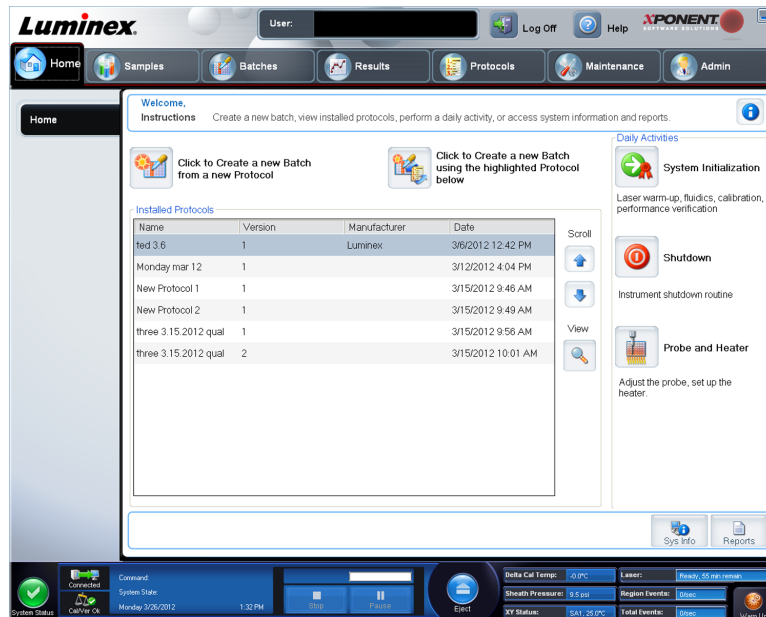 Luminex.
User:
Log Off
Help
XPONENT.
SOFTWARE SOLUTIONS
Home
Samples
Batches
Results
Protocols
Maintenance
Admin
Home
Welcome,
Instructions Create a new batch, view installed protocols, perform a daily activity, or access system information and reports.
Click to Create a new Batch
from a new Protocol
Click to Create a new Batch
using the highlighted Protocol
below
Installed Protocols
Name Version Manufacturer Date
ted 3.6 1 Luminex 3/6/2012 12:42 PM
Monday mar 12 1 3/12/2012 4:04 PM
New Protocol 1 1 3/15/2012 9:46 AM
New Protocol 2 1 3/15/2012 9:49 AM
three 3.15.2012 qual 1 3/15/2012 9:56 AM
three 3.15.2012 qual 2 3/15/2012 10:01 AM
Scroll
View
Daily Activities
System Initialization
Laser warm-up, fluidics, calibration,
performance verification
Shutdown
Instrument shutdown routine
Probe and Heater
Adjust the probe, set up the
heater.
Sys Info
Reports
System Status
Connected
Cal/Ver Ok
Command:
System State:
Monday 3/26/2012 1:32 PM
Stop
Pause
Eject
Delta Cal Temp: -0.0°C
Sheath Pressure: 9.5 psi
XY Status: SA1, 25.0°C
Laser: Ready, 55 min remain
Region Events: 0/sec
Total Events: 0/sec
Warm Up